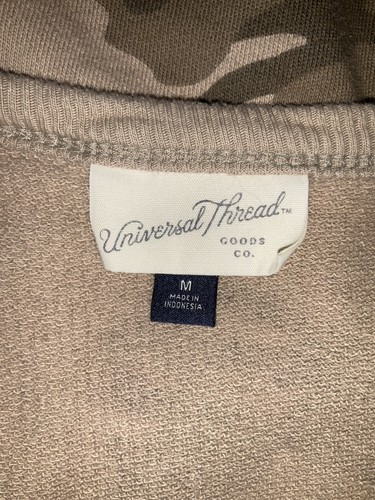 Universal Thread™
GOODS
CO.
M
MADE IN
INDONESIA